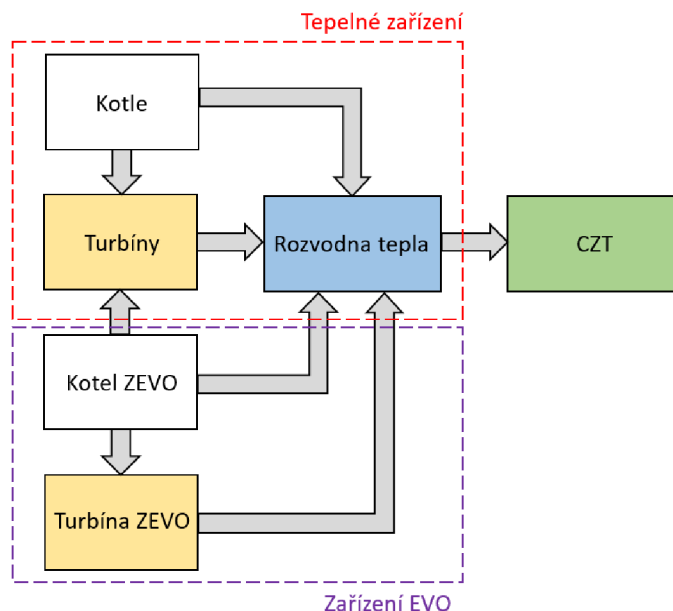 Tepelné zařízení
Kotle
Turbíny
Rozvodna tepla
CZT
Kotel ZEVO
Turbína ZEVO
Zařízení EVO